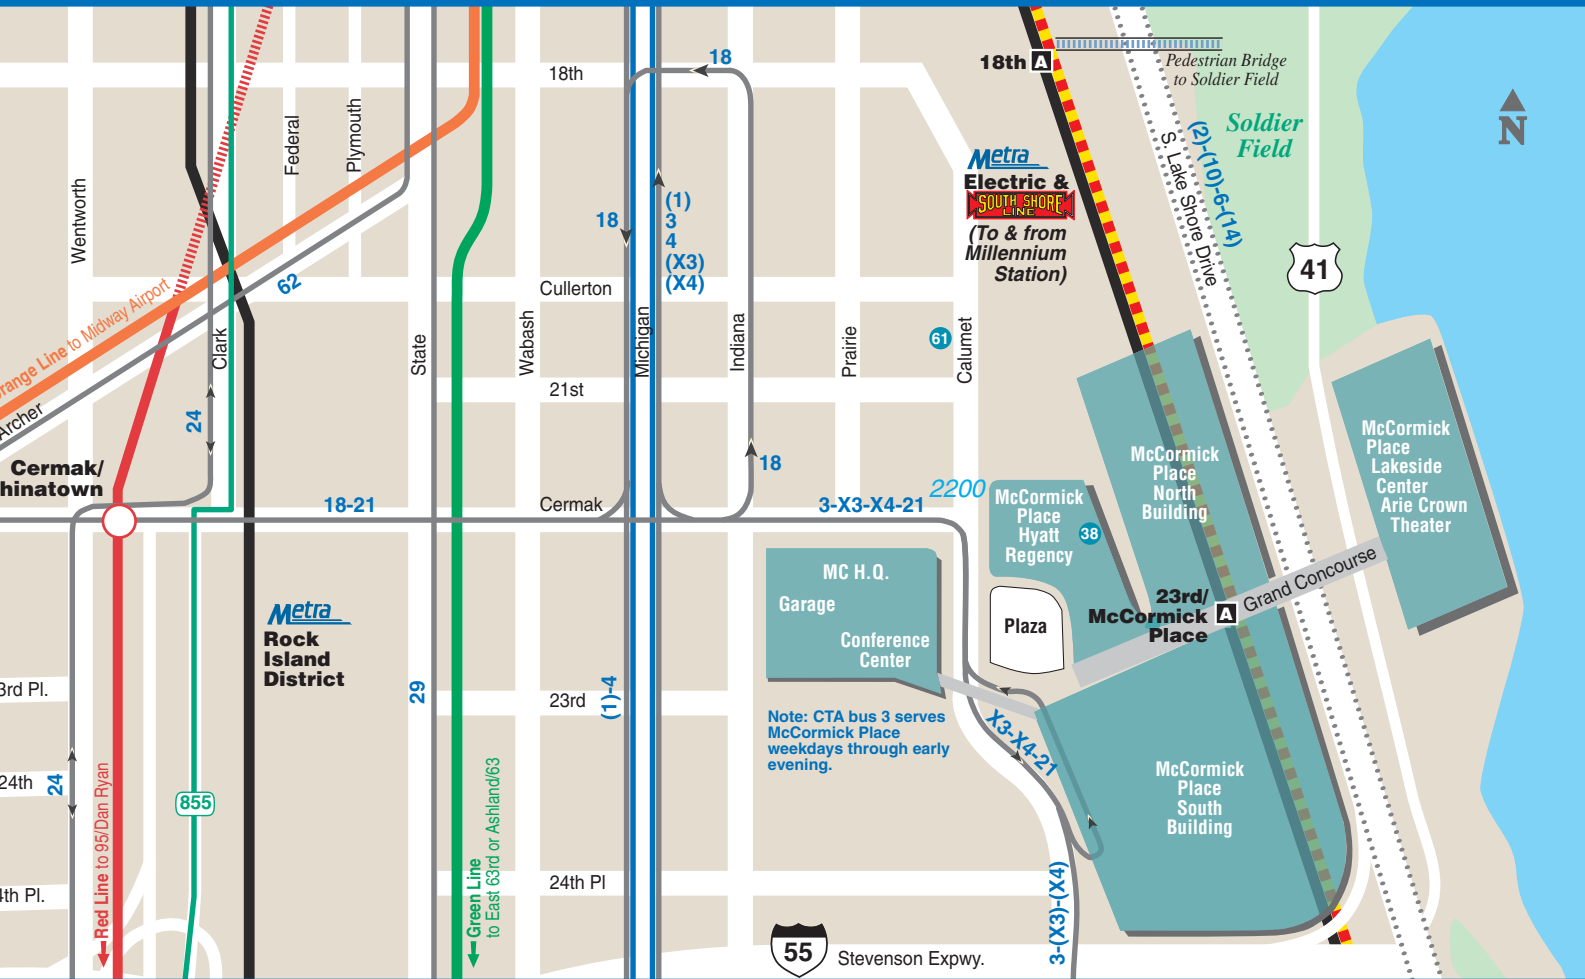 18th
18
18th A
Pedestrian Bridge
to Soldier Field
Soldier
Field
N
Federal
Plymouth
Wentworth
S. Lake Shore Drive
(2)-(10)-6-(14)
Metra
Electric &
SOUTH SHORE
LINE
(To & from
Millennium
Station)
18
(1)
3
4
(X3)
(X4)
41
62
Cullerton
Orange Line to Midway Airport
Clark
State
Wabash
Michigan
Indiana
Prairie
61
Calumet
21st
Archer
24
McCormick
Place
Lakeside
Center
Arie Crown
Theater
McCormick
Place
North
Building
Cermak/
hinatown
18
18-21
Cermak
3-X3-X4-21
2200
McCormick
Place
Hyatt
Regency
38
MC H.Q.
Garage
Conference
Center
Grand Concourse
23rd/
McCormick
Place
A
Plaza
Metra
Rock
Island
District
3rd Pl.
29
23rd
(1)-4
Note: CTA bus 3 serves
McCormick Place
weekdays through early
evening.
X3-X4-21
24th
24
855
Red Line to 95/Dan Ryan
Green Line
to East 63rd or Ashland/63
McCormick
Place
South
Building
4th Pl.
24th Pl
3-(X3)-(X4)
55
Stevenson Expwy.